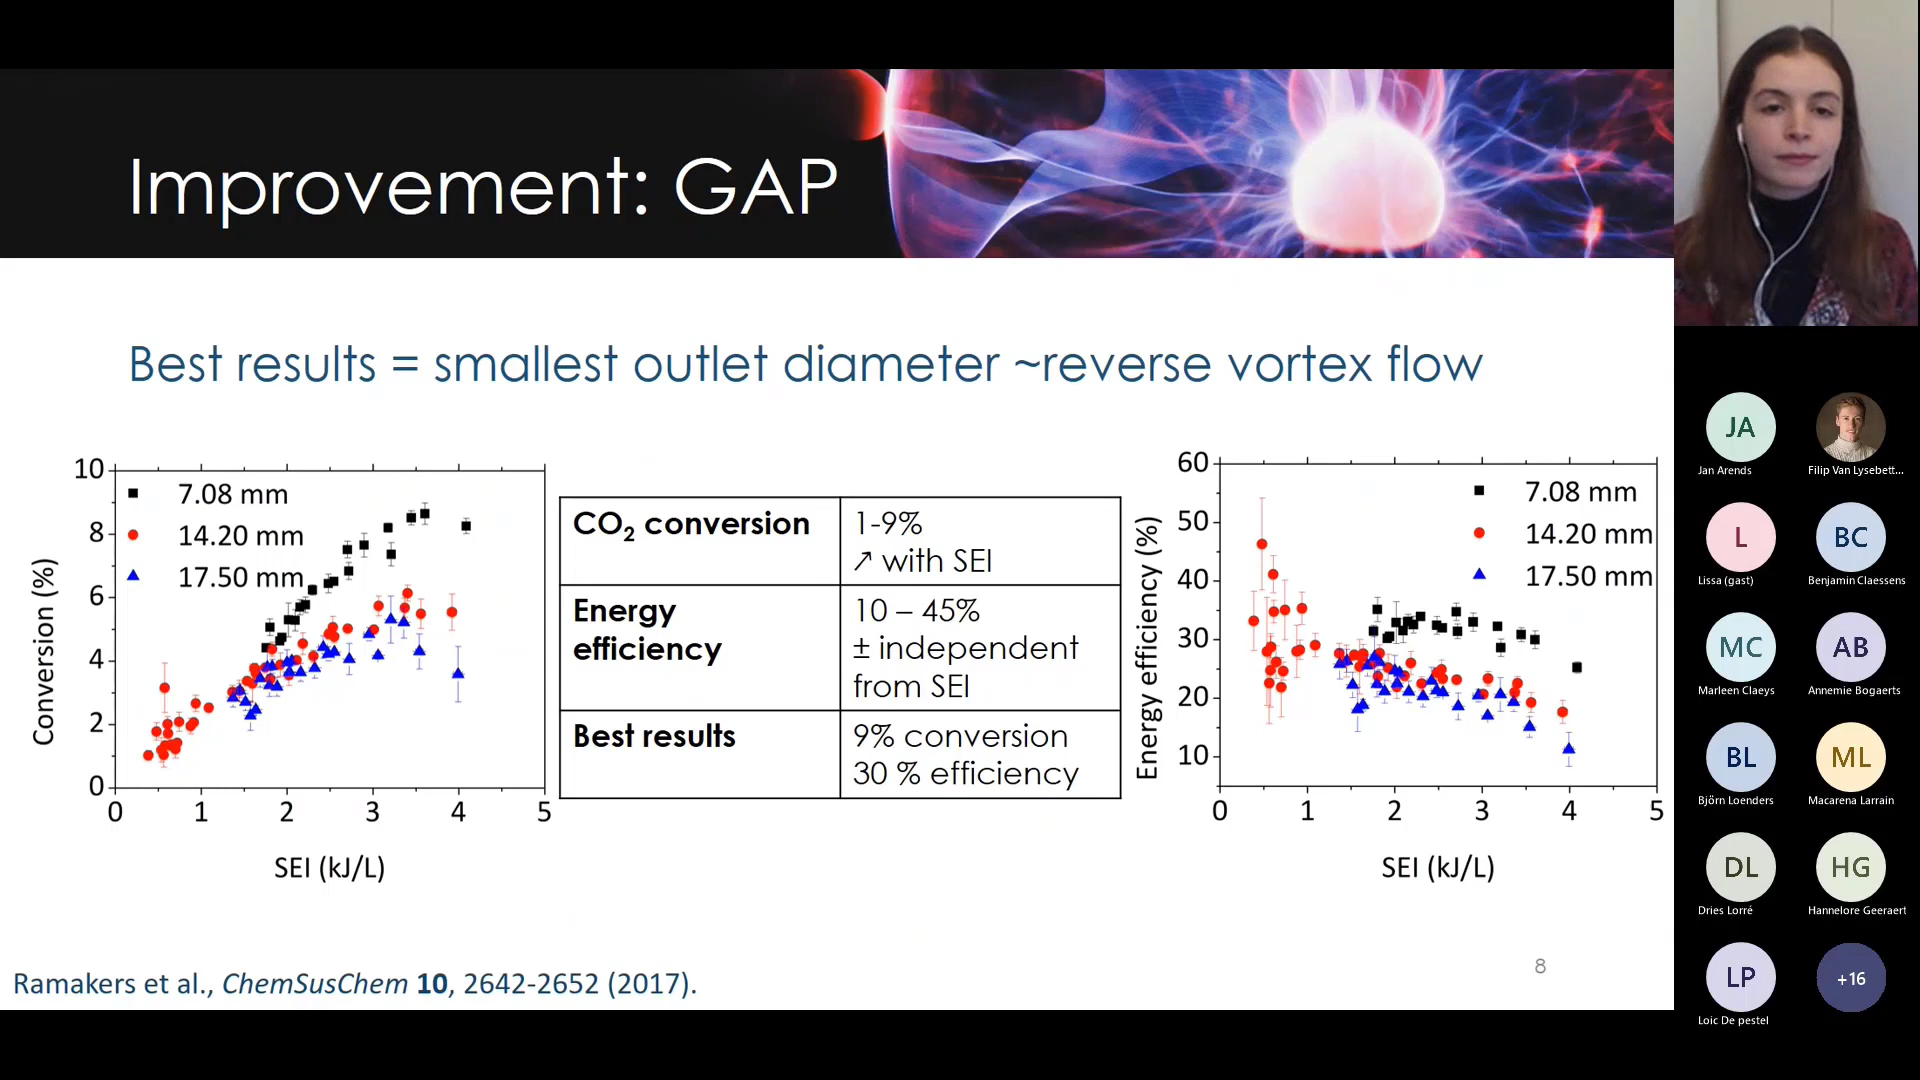 Improvement: GAP
Best results = smallest outlet diameter ~reverse vortex flow
10
8
6
4
2
0
0 1 2 3 4 5
Conversion (%)
SEI (kJ/L)
7.08 mm
14.20 mm
17.50 mm
CO₂ conversion
1-9%
↗ with SEI
Energy
efficiency
10 – 45%
± independent
from SEI
Best results
9% conversion
30 % efficiency
60
50
40
30
20
10
0 1 2 3 4 5
Energy efficiency (%)
SEI (kJ/L)
7.08 mm
14.20 mm
17.50 mm
Ramakers et al., ChemSusChem 10, 2642-2652 (2017).
8
JA
Jan Arends
Filip Van Lysebett...
L
Lissa (gast)
BC
Benjamin Claessens
MC
Marleen Claeys
AB
Annemie Bogaerts
BL
Björn Loenders
ML
Macarena Larrain
DL
Dries Lorré
HG
Hannelore Geeraert
LP
Loic De pestel
+16